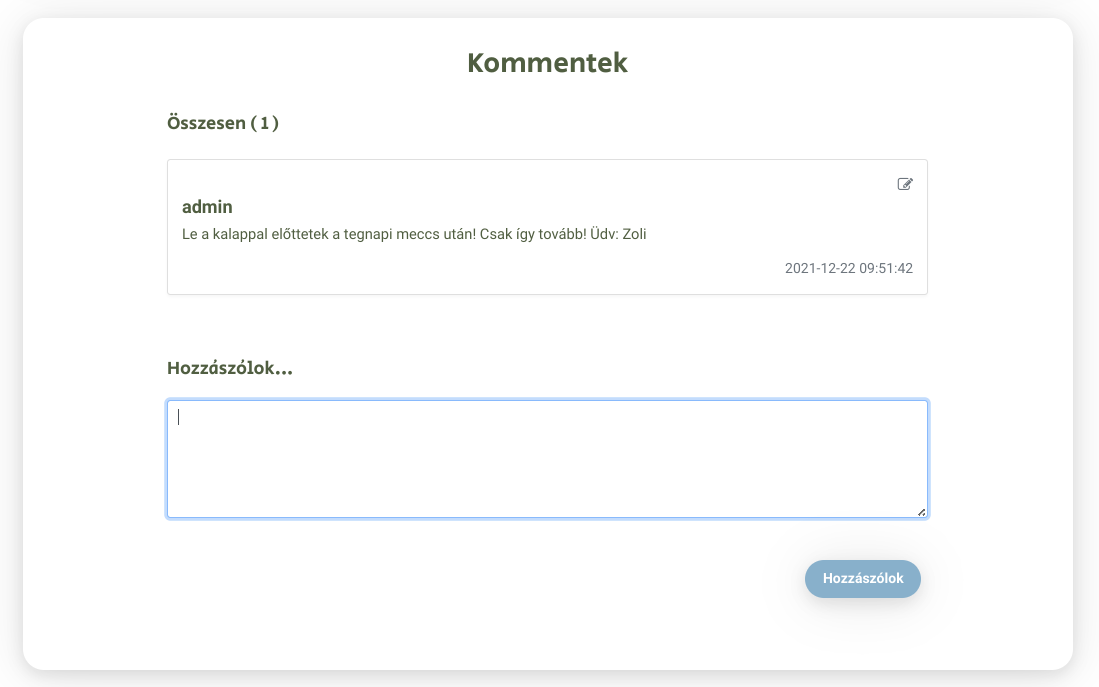 Kommentek
Összesen ( 1 )
admin
Le a kalappal előttetek a tegnapi meccs után! Csak így tovább! Üdv: Zoli
2021-12-22 09:51:42
Hozzászólok...
Hozzászólok